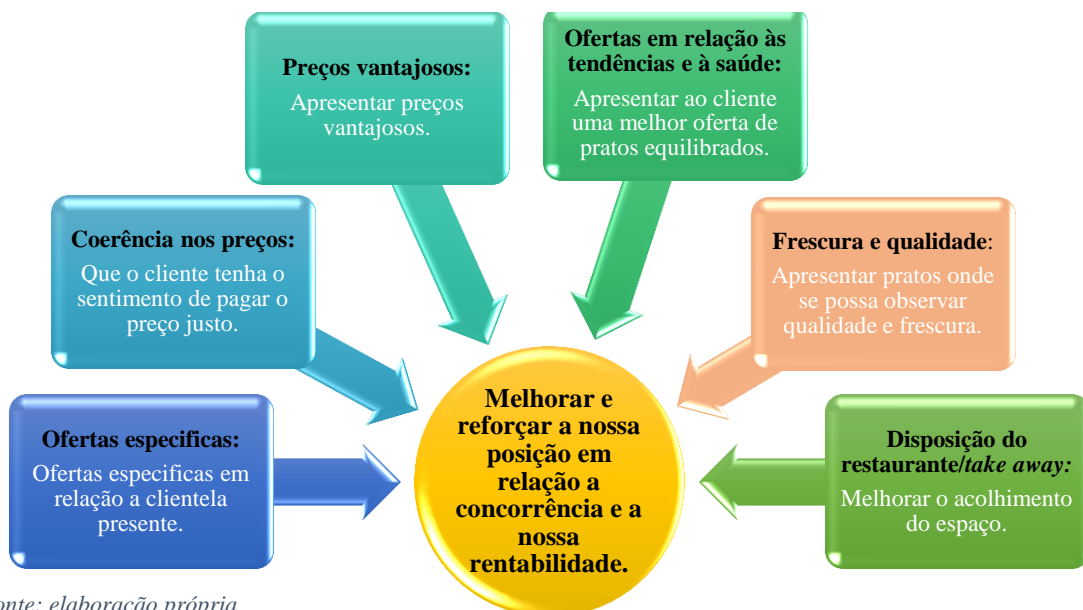 Preços vantajosos:
Apresentar preços
vantajosos.
Ofertas em relação às
tendências e à saúde:
Apresentar ao cliente
uma melhor oferta de
pratos equilibrados.
Coerência nos preços:
Que o cliente tenha o
sentimento de pagar o
preço justo.
Frescura e qualidade:
Apresentar pratos onde
se possa observar
qualidade e frescura.
Ofertas especificas:
Ofertas especificas em
relação a clientela
presente.
Melhorar e
reforçar a nossa
posição em
relação a
concorrência e a
nossa
rentabilidade.
Disposição do
restaurante/take away:
Melhorar o acolhimento
do espaço.
onte: elaboração própria